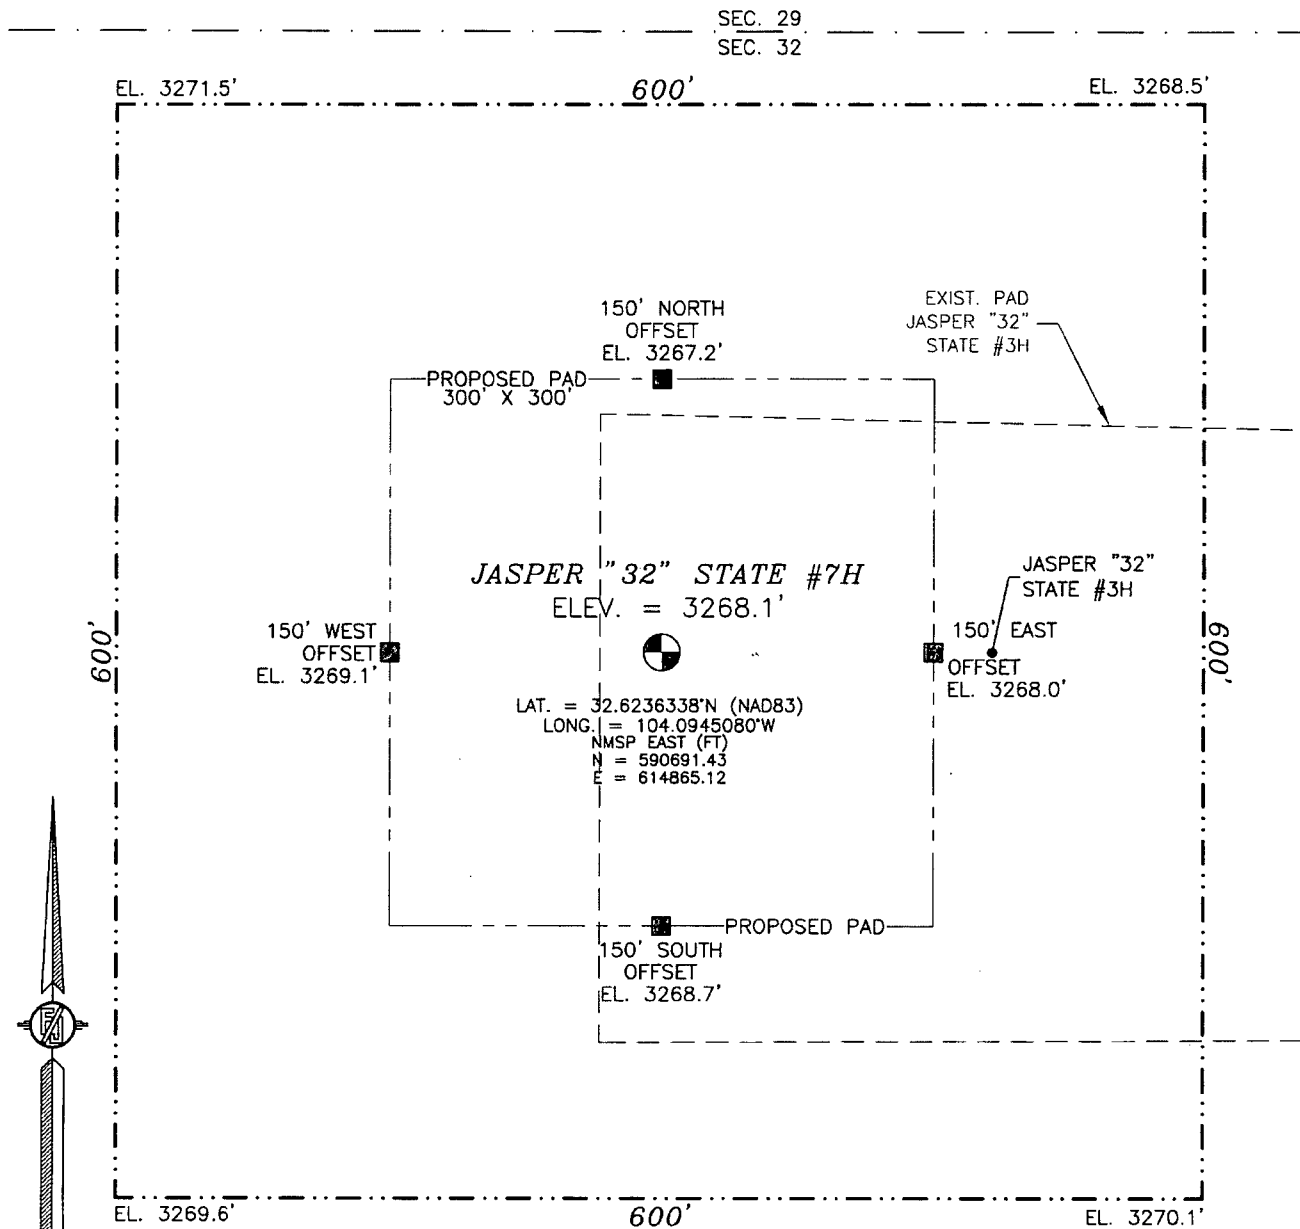 SEC. 29
SEC. 32
EL. 3271.5'
600'
EL. 3268.5'
150' NORTH
OFFSET
EL. 3267.2'
EXIST. PAD
JASPER "32"
STATE #3H
PROPOSED PAD
300' X 300'
JASPER "32" STATE #7H
ELEV. = 3268.1'
JASPER "32"
STATE #3H
600'
150' WEST
OFFSET
EL. 3269.1'
150' EAST
OFFSET
EL. 3268.0'
600'
LAT. = 32.6236338°N (NAD83)
LONG. = 104.0945080°W
NMSP EAST (FT)
N = 590691.43
E = 614865.12
PROPOSED PAD
150' SOUTH
OFFSET
EL. 3268.7'
EL. 3269.6'
600'
EL. 3270.1'